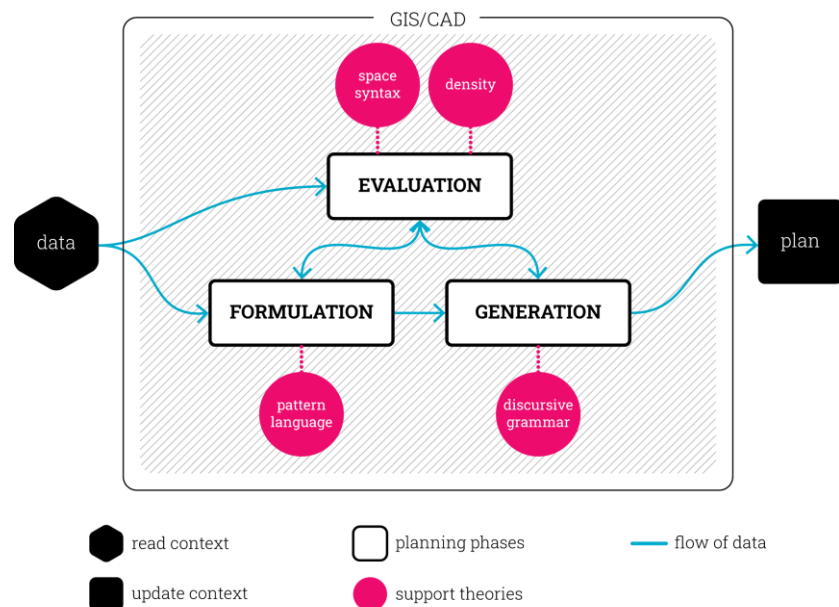 GIS/CAD
space
syntax
density
EVALUATION
data
plan
FORMULATION
GENERATION
pattern
language
discursive
grammar
read context
planning phases
flow of data
update context
support theories